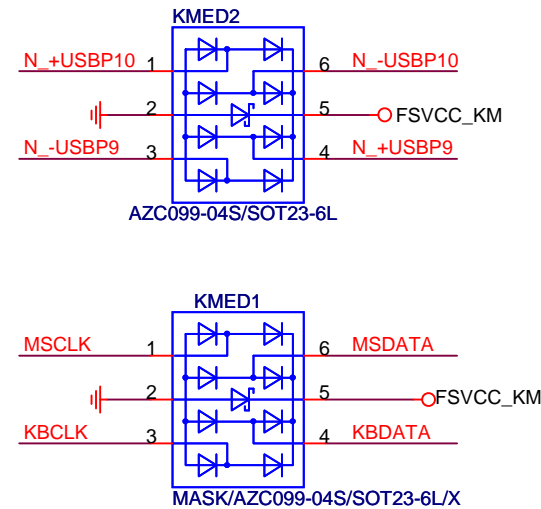 KMED2
N_+USBP10 1 6 N_-USBP10
2 5 FSVCC_KM
N_-USBP9 3 4 N_+USBP9
AZC099-04S/SOT23-6L
KMED1
MSCLK 1 6 MSDATA
2 5 FSVCC_KM
KBCLK 3 4 KBDATA
MASK/AZC099-04S/SOT23-6L/X